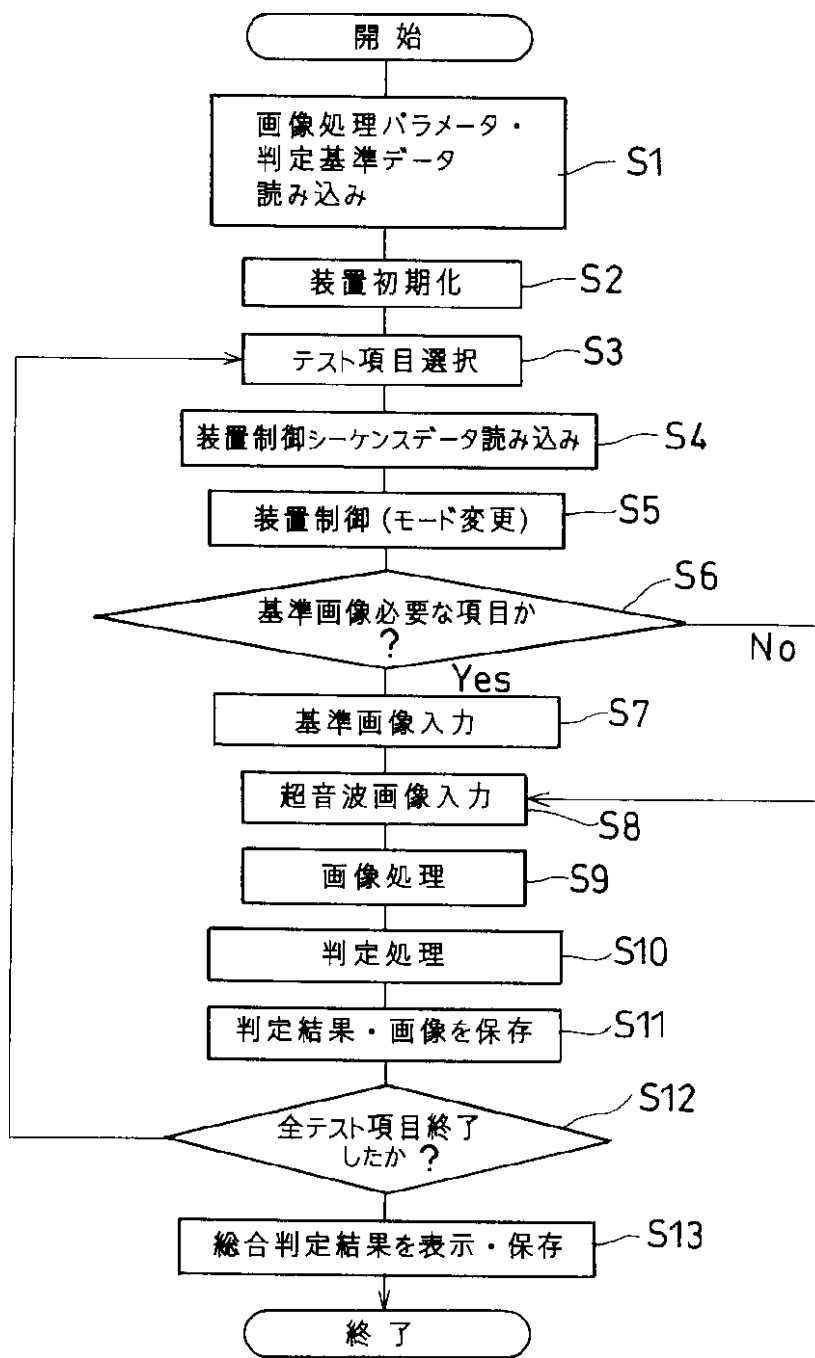 開始
画像処理パラメータ・
判定基準データ
読み込み
S1
装置初期化
S2
テスト項目選択
S3
装置制御シーケンスデータ読み込み
S4
装置制御(モード変更)
S5
基準画像必要な項目か
?
S6
No
Yes
基準画像入力
S7
超音波画像入力
S8
画像処理
S9
判定処理
S10
判定結果・画像を保存
S11
全テスト項目終了
したか?
S12
総合判定結果を表示・保存
S13
終了